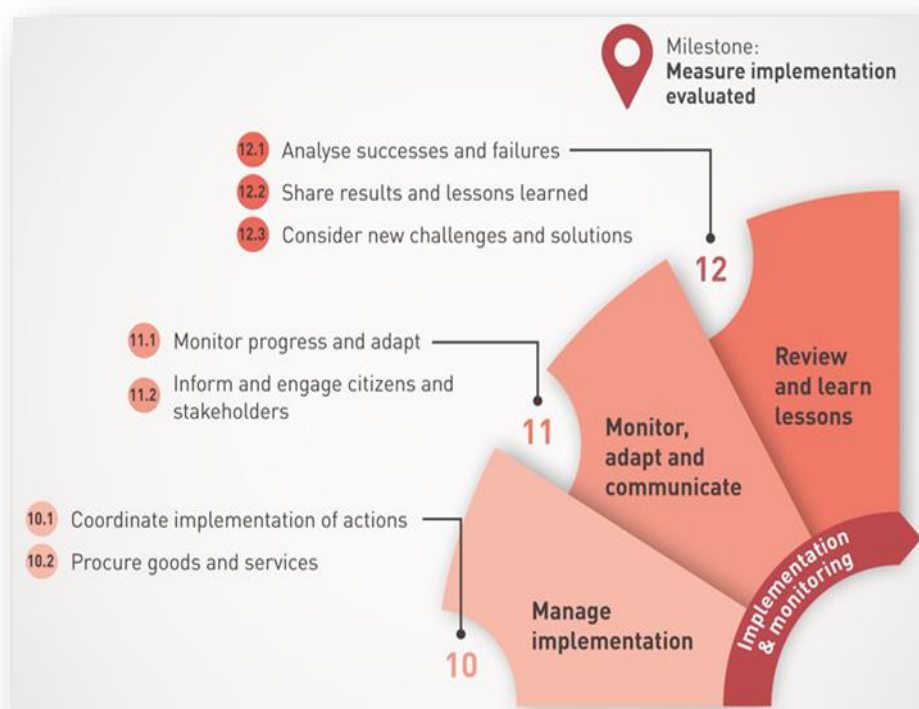 Milestone:
Measure implementation
evaluated
12.1 Analyse successes and failures
12.2 Share results and lessons learned
12.3 Consider new challenges and solutions
12
Review
and learn
lessons
11.1 Monitor progress and adapt
11.2 Inform and engage citizens and
stakeholders
11
Monitor,
adapt and
communicate
10.1 Coordinate implementation of actions
10.2 Procure goods and services
10
Manage
implementation
Implementation
& monitoring